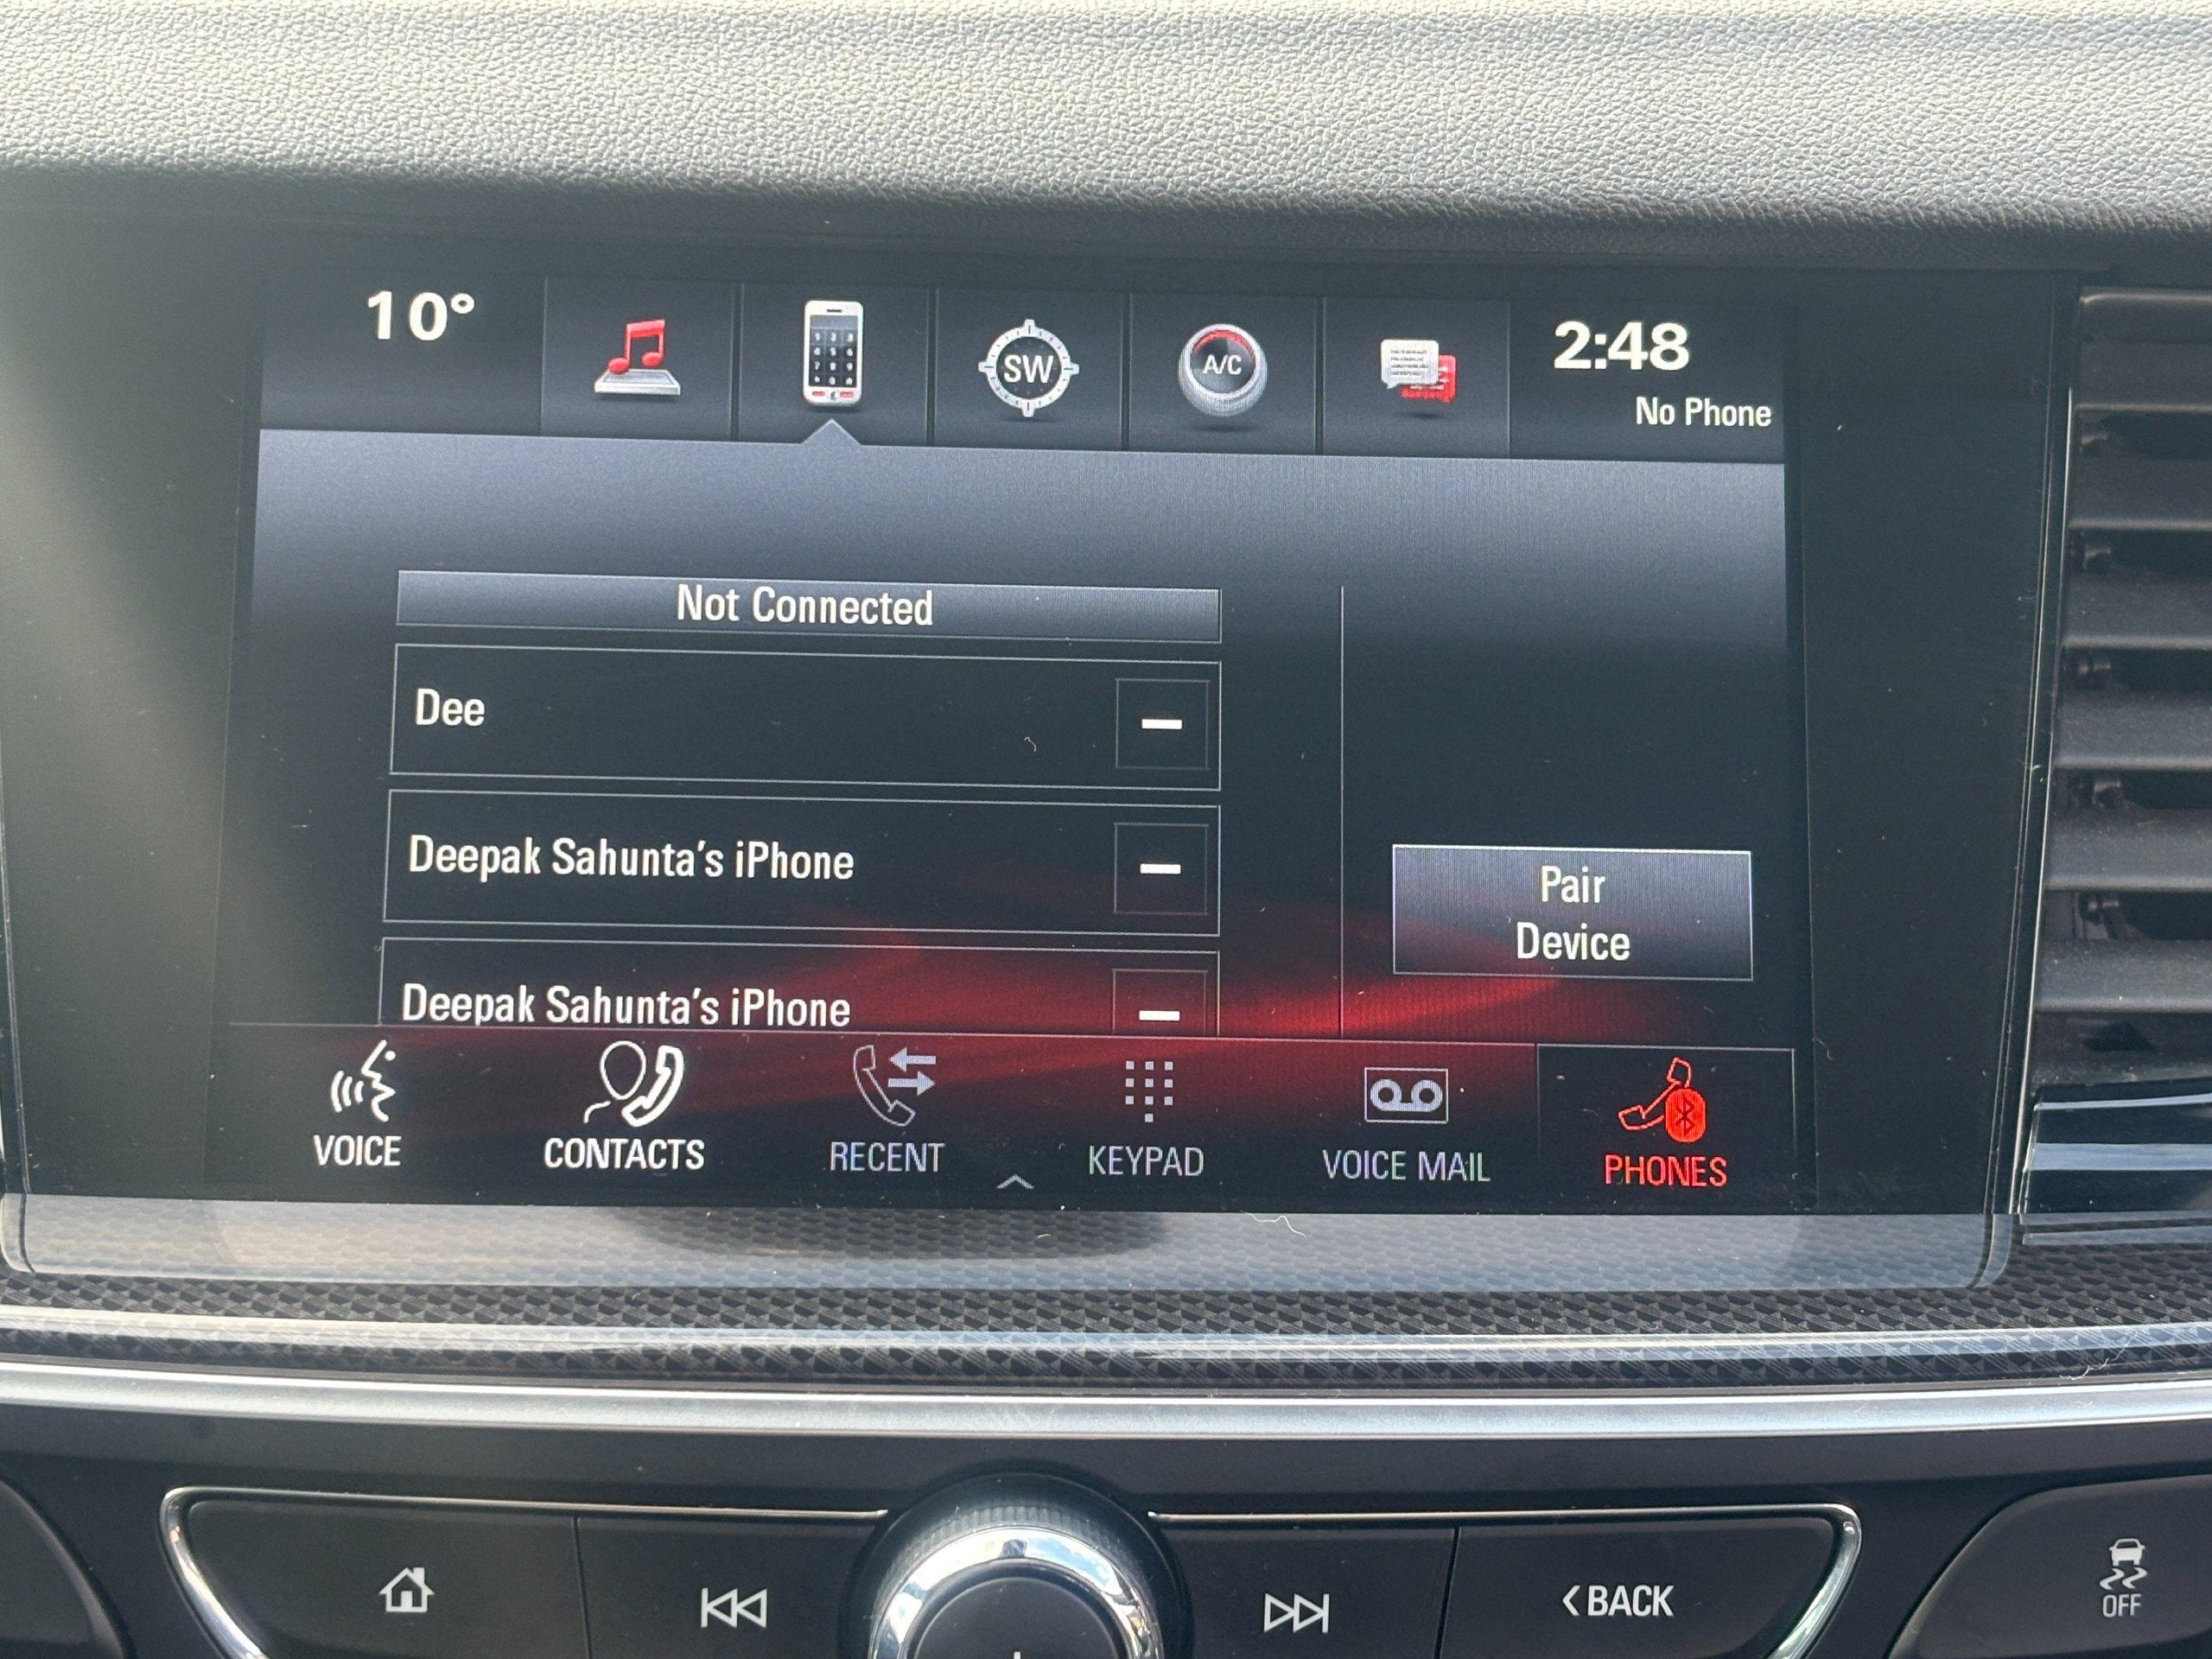 10°
SW
A/C
2:48
No Phone
Not Connected
Dee
Deepak Sahunta's iPhone
Deepak Sahunta's iPhone
Pair
Device
VOICE
CONTACTS
RECENT
KEYPAD
VOICE MAIL
PHONES
BACK
OFF